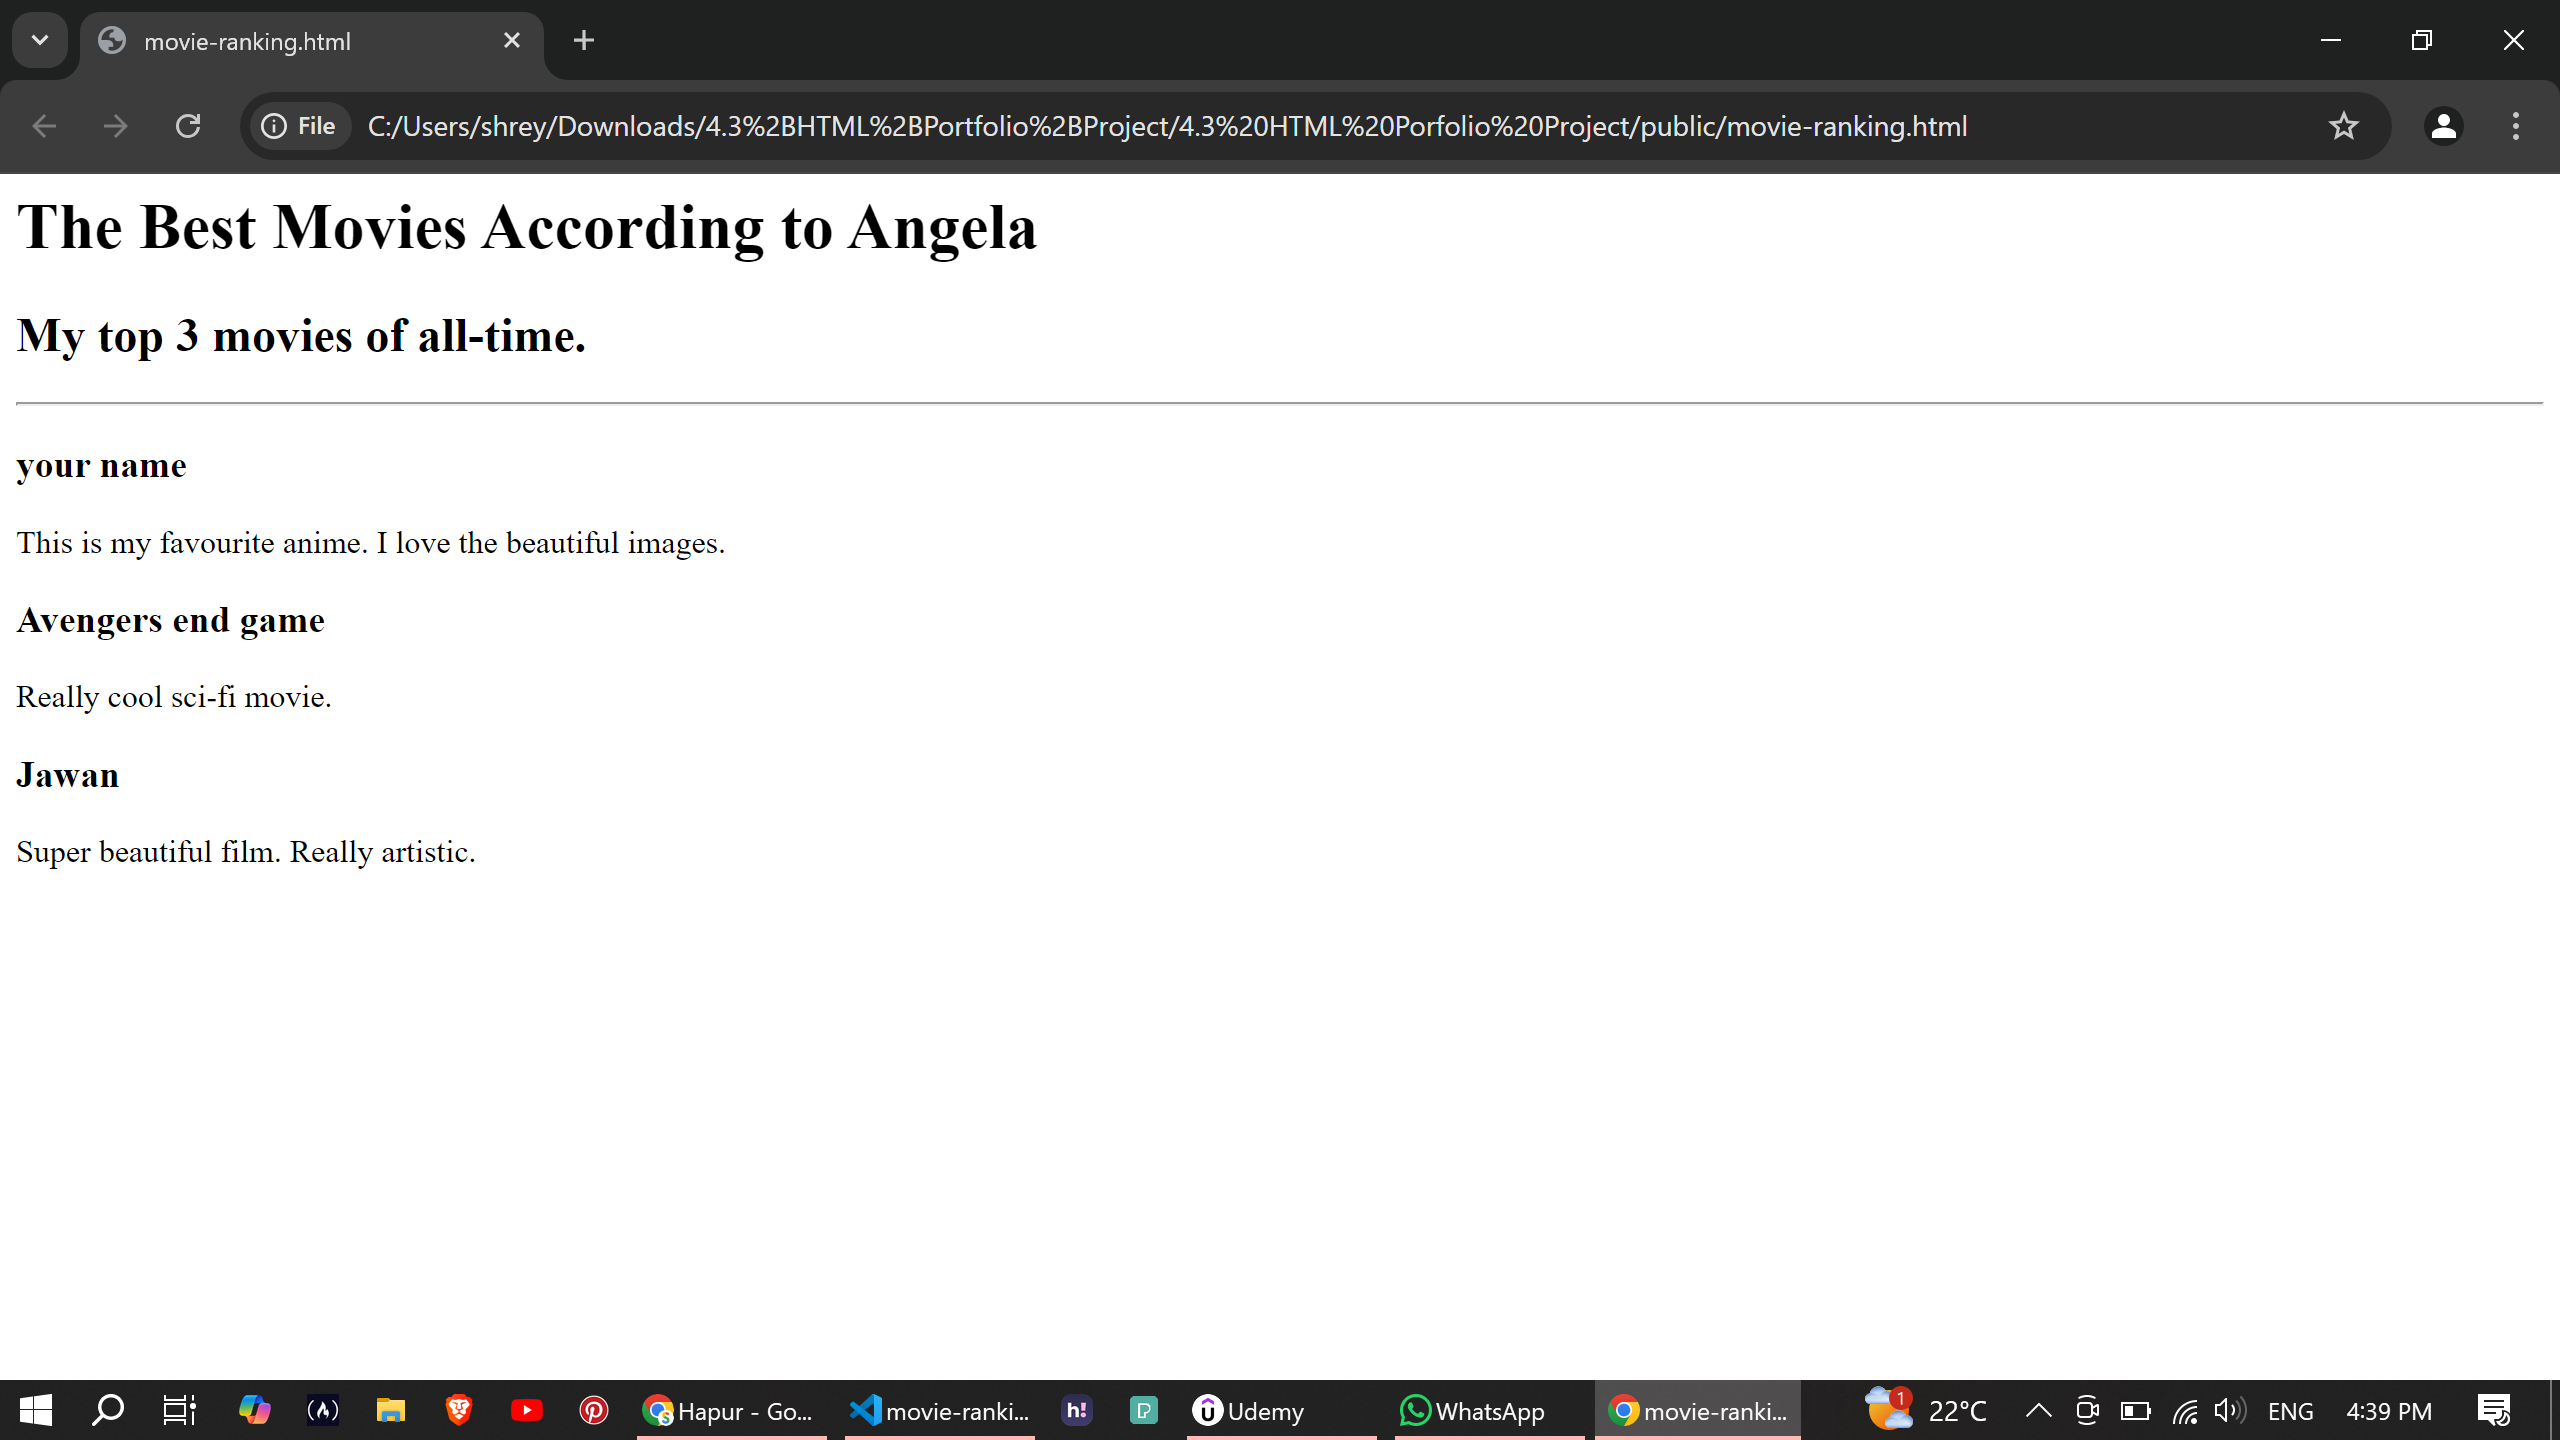 movie-ranking.html
File C:/Users/shrey/Downloads/4.3%2BHTML%2BPortfolio%2BProject/4.3%20HTML%20Porfolio%20Project/public/movie-ranking.html
The Best Movies According to Angela
My top 3 movies of all-time.
your name
This is my favourite anime. I love the beautiful images.
Avengers end game
Really cool sci-fi movie.
Jawan
Super beautiful film. Really artistic.
Hapur - Go... movie-ranki... h! P Udemy WhatsApp movie-ranki... 1 22°C ENG 4:39 PM